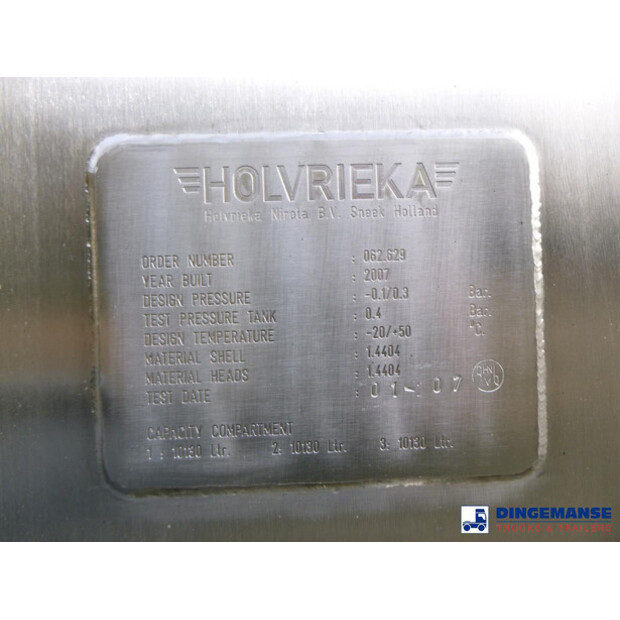 HOLVRIEKA
Holvrieka Nirota B.V. Sneek Holland
ORDER NUMBER : 062.629
YEAR BUILT : 2007
DESIGN PRESSURE : -0.1/0.3 Bar.
TEST PRESSURE TANK : 0.4 Bar.
DESIGN TEMPERATURE : -20/+50 °C.
MATERIAL SHELL : 1.4404
MATERIAL HEADS : 1.4404
TEST DATE : 01-07
CAPACITY COMPARTMENT
1 : 10130 Ltr. 2: 10130 Ltr. 3: 10130 Ltr.
DINGEMANSE
TRUCKS & TRAILERS